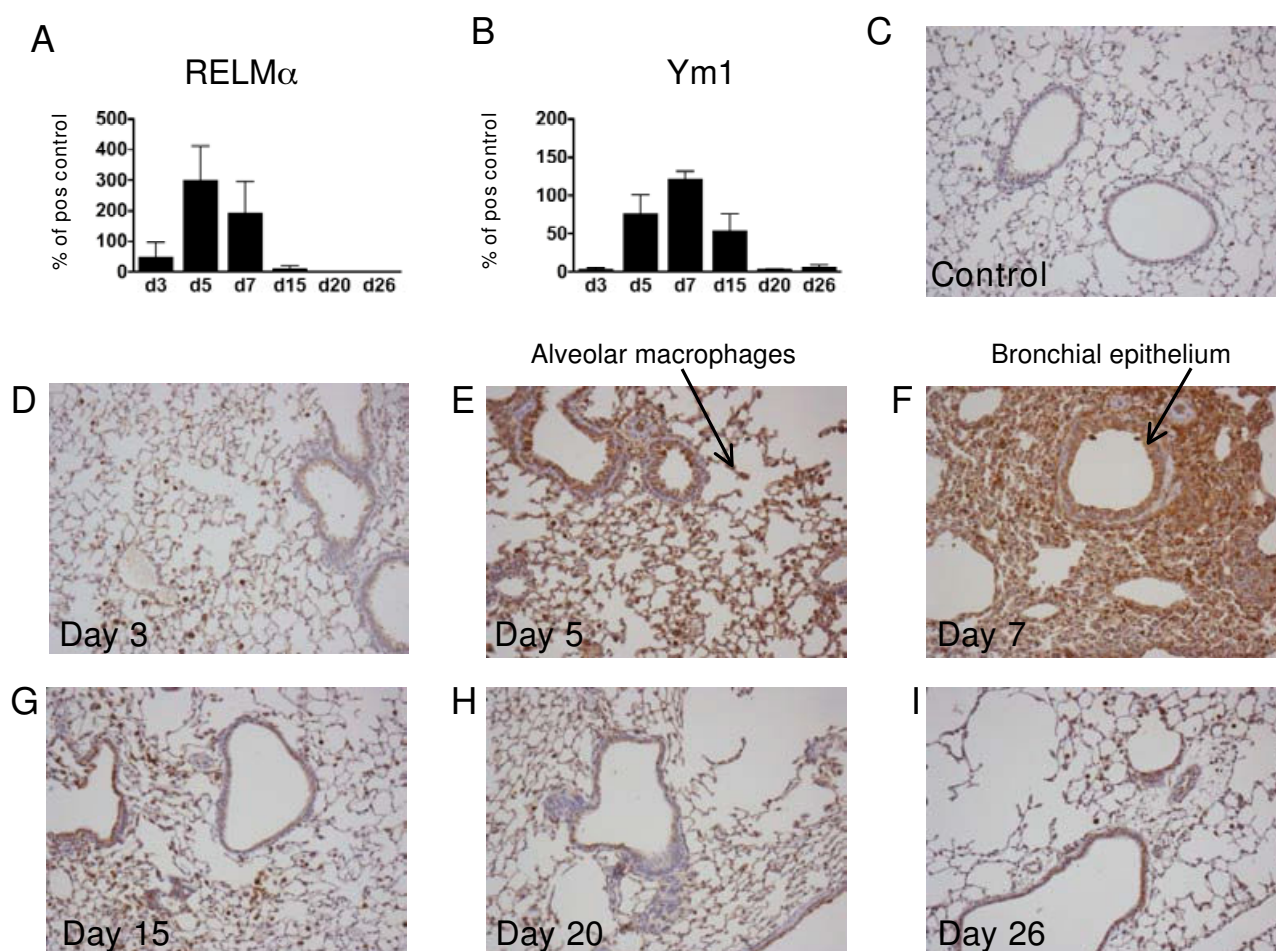 A
RELMα
% of pos control
500
400
300
200
100
0
d3 d5 d7 d15 d20 d26
B
Ym1
% of pos control
200
150
100
50
0
d3 d5 d7 d15 d20 d26
C
Control
Alveolar macrophages
Bronchial epithelium
D
Day 3
E
Day 5
F
Day 7
G
Day 15
H
Day 20
I
Day 26